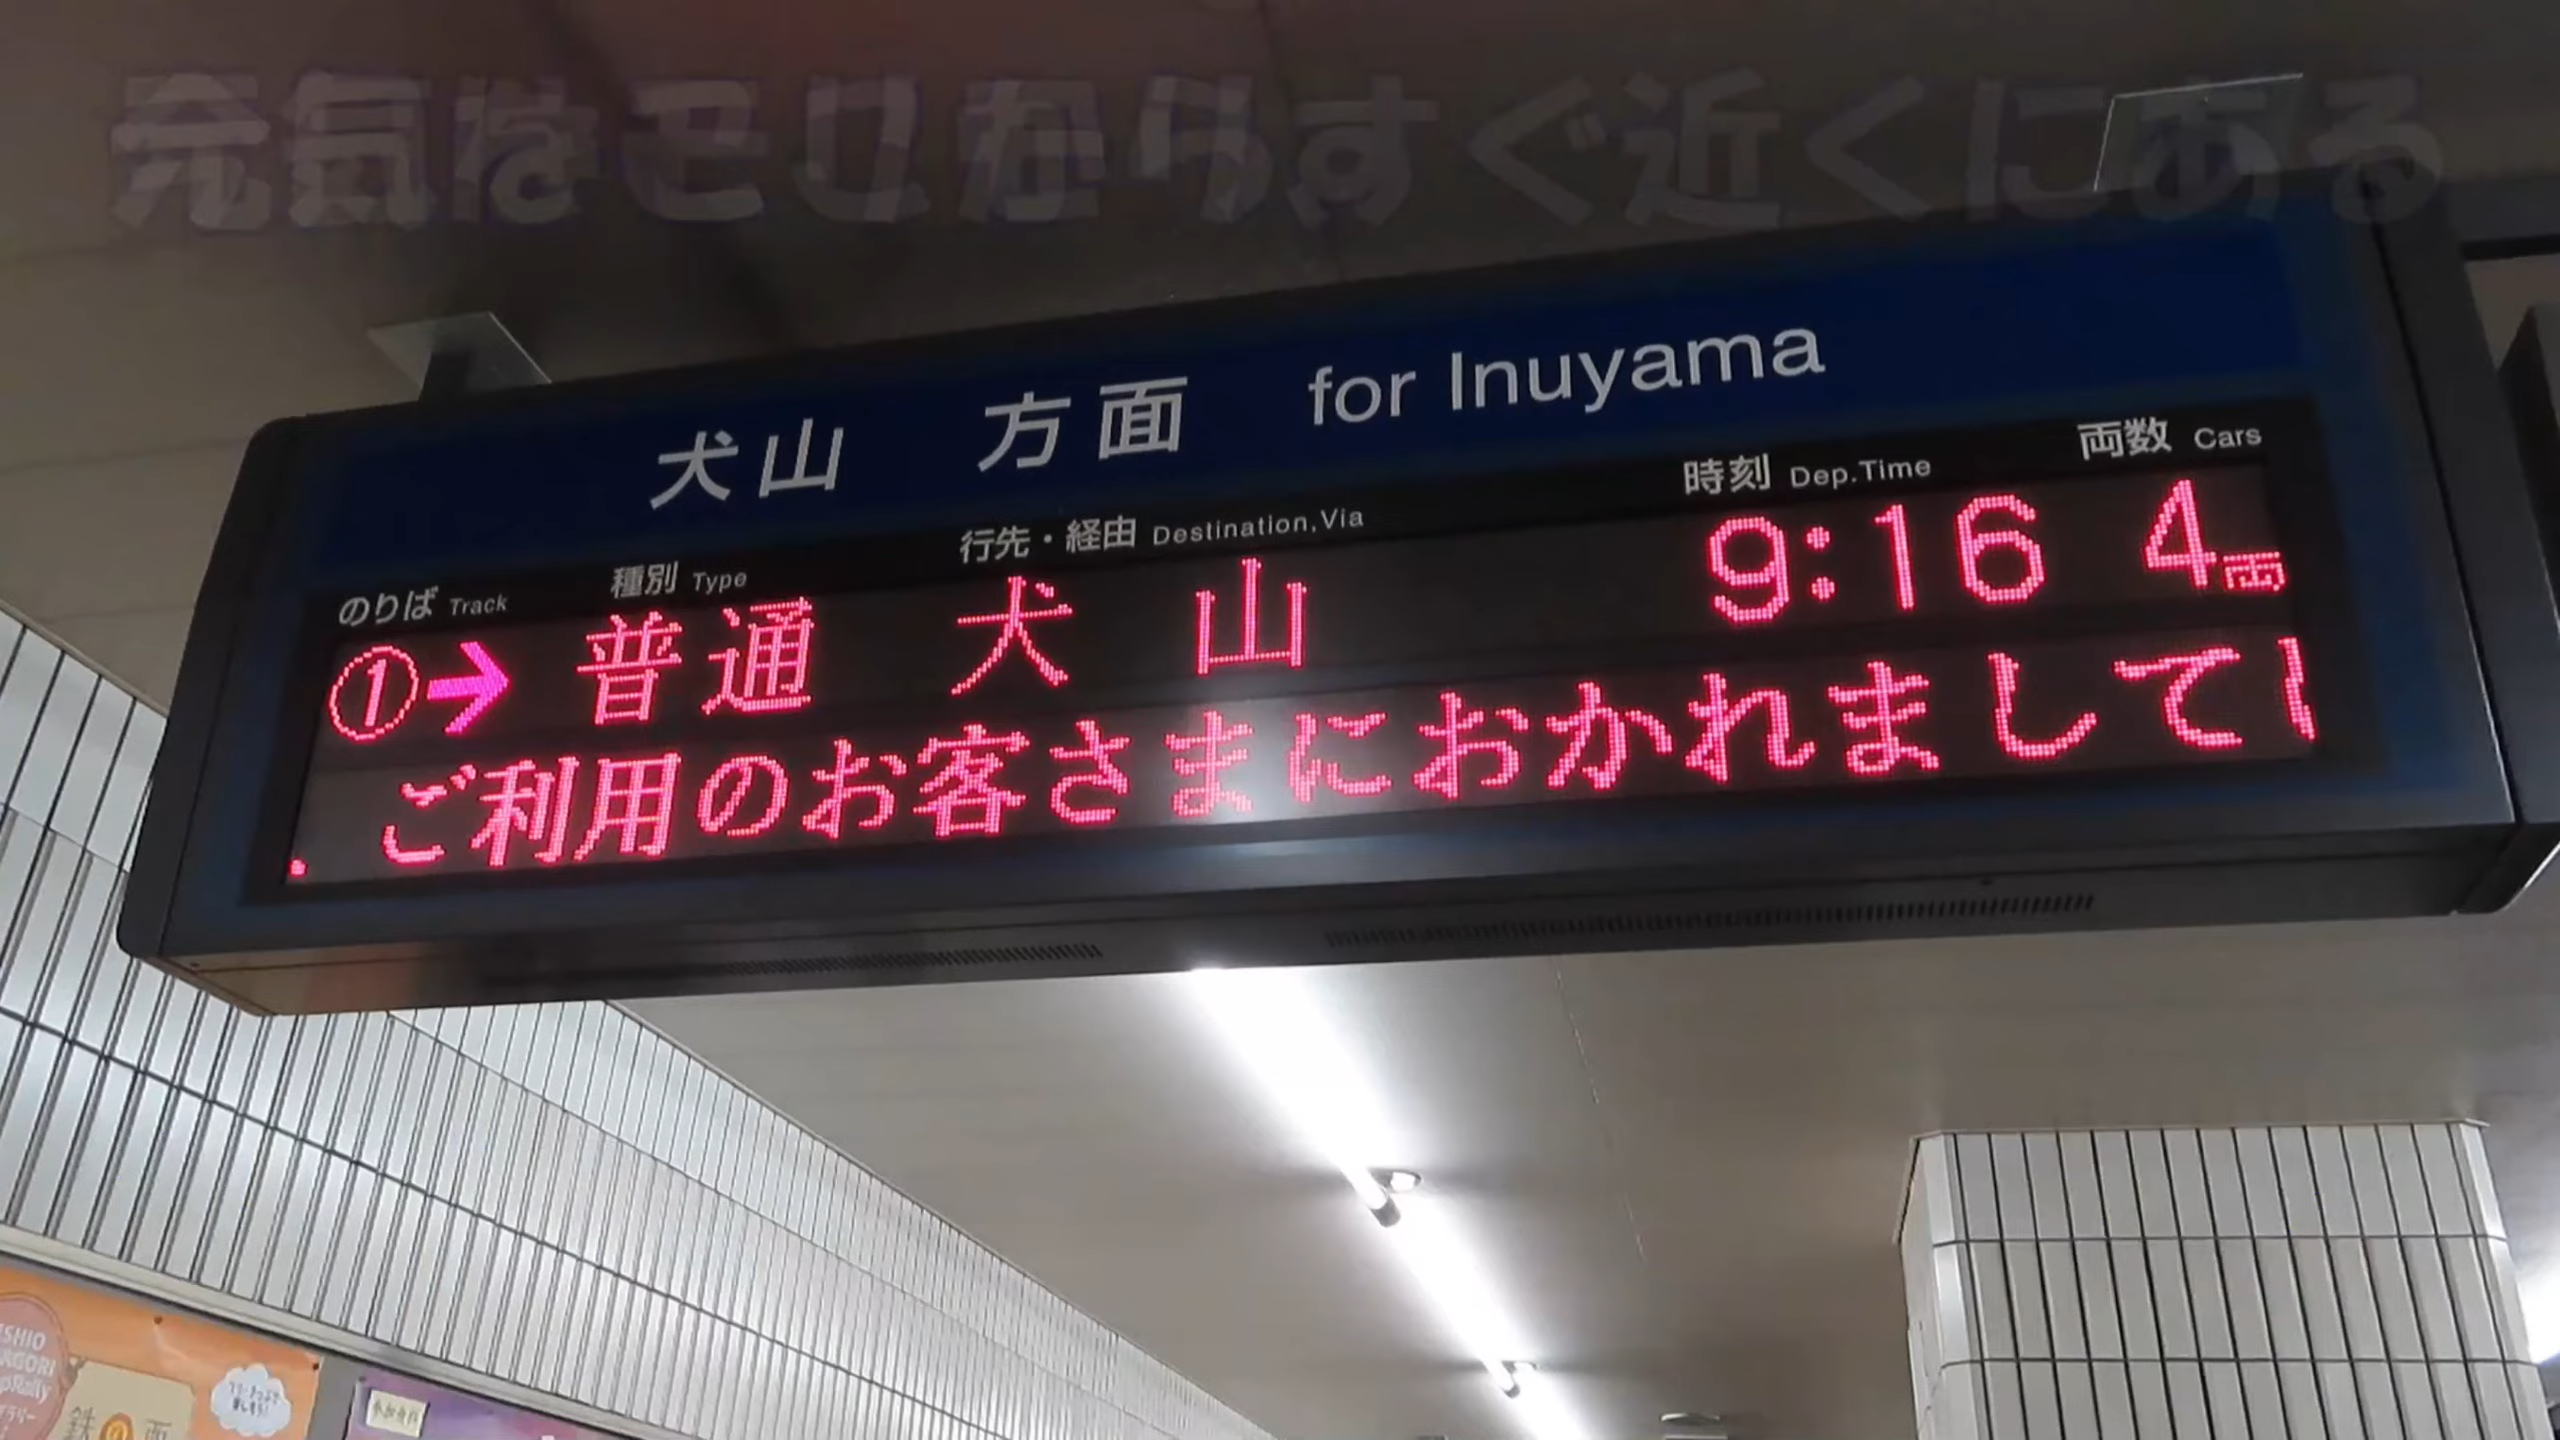 元気はそこからすぐ近くにある
犬山 方面 for Inuyama
のりば Track 種別 Type 行先・経由 Destination,Via 時刻 Dep.Time 両数 Cars
①→ 普通 犬山 9:16 4両
ご利用のお客さまにおかれまして